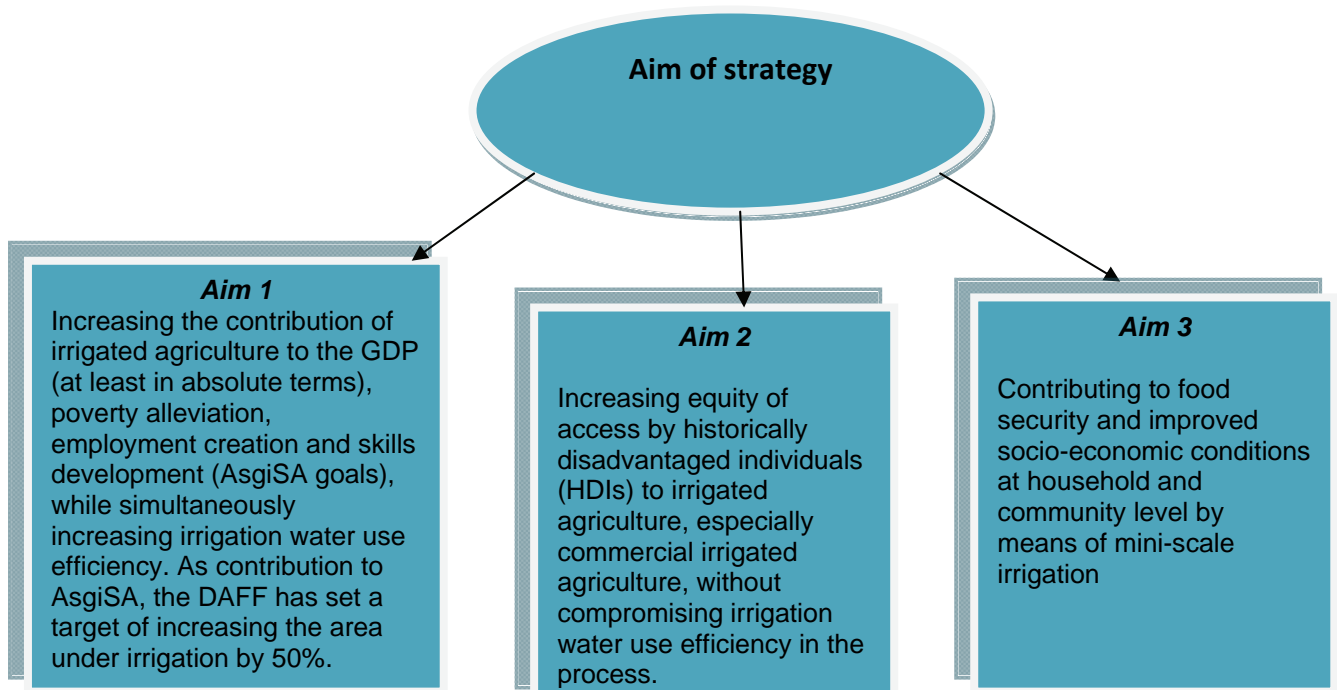 Aim of strategy
Aim 1
Increasing the contribution of
irrigated agriculture to the GDP
(at least in absolute terms),
poverty alleviation,
employment creation and skills
development (AsgiSA goals),
while simultaneously
increasing irrigation water use
efficiency. As contribution to
AsgiSA, the DAFF has set a
target of increasing the area
under irrigation by 50%.
Aim 2
Increasing equity of
access by historically
disadvantaged individuals
(HDIs) to irrigated
agriculture, especially
commercial irrigated
agriculture, without
compromising irrigation
water use efficiency in the
process.
Aim 3
Contributing to food
security and improved
socio-economic conditions
at household and
community level by
means of mini-scale
irrigation